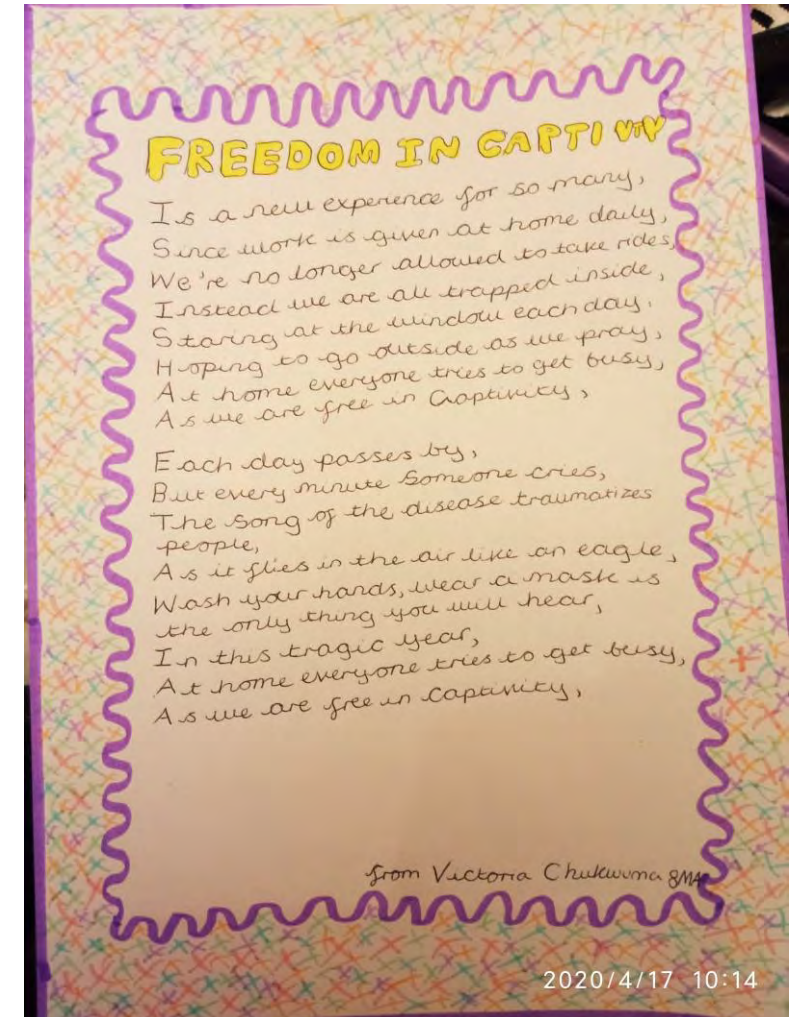 FREEDOM IN CAPTIVITY
Is a new experience for so many,
Since work is given at home daily,
We're no longer allowed to take rides,
Instead we are all trapped inside,
Staring at the window each day.
Hoping to go outside as we pray,
At home everyone tries to get busy,
As we are free in Captivity,
Each day passes by,
But every minute Someone cries,
The Song of the disease traumatizes
people,
As it flies in the air like an eagle,
Wash your hands, wear a mask is
the only thing you will hear,
In this tragic year,
At home everyone tries to get busy,
As we are free in Captivity,
from Victoria Chukwuma
2020/4/17 10:14